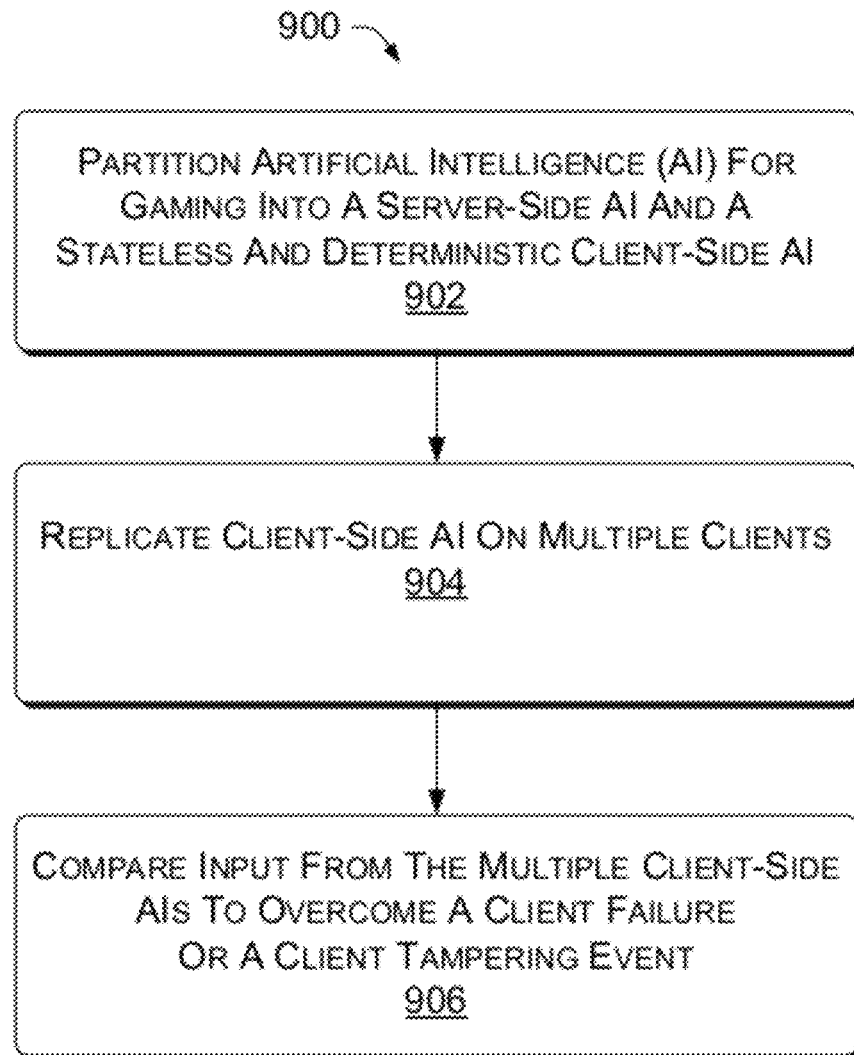 900
PARTITION ARTIFICIAL INTELLIGENCE (AI) FOR
GAMING INTO A SERVER-SIDE AI AND A
STATELESS AND DETERMINISTIC CLIENT-SIDE AI
902
REPLICATE CLIENT-SIDE AI ON MULTIPLE CLIENTS
904
COMPARE INPUT FROM THE MULTIPLE CLIENT-SIDE
AIS TO OVERCOME A CLIENT FAILURE
OR A CLIENT TAMPERING EVENT
906